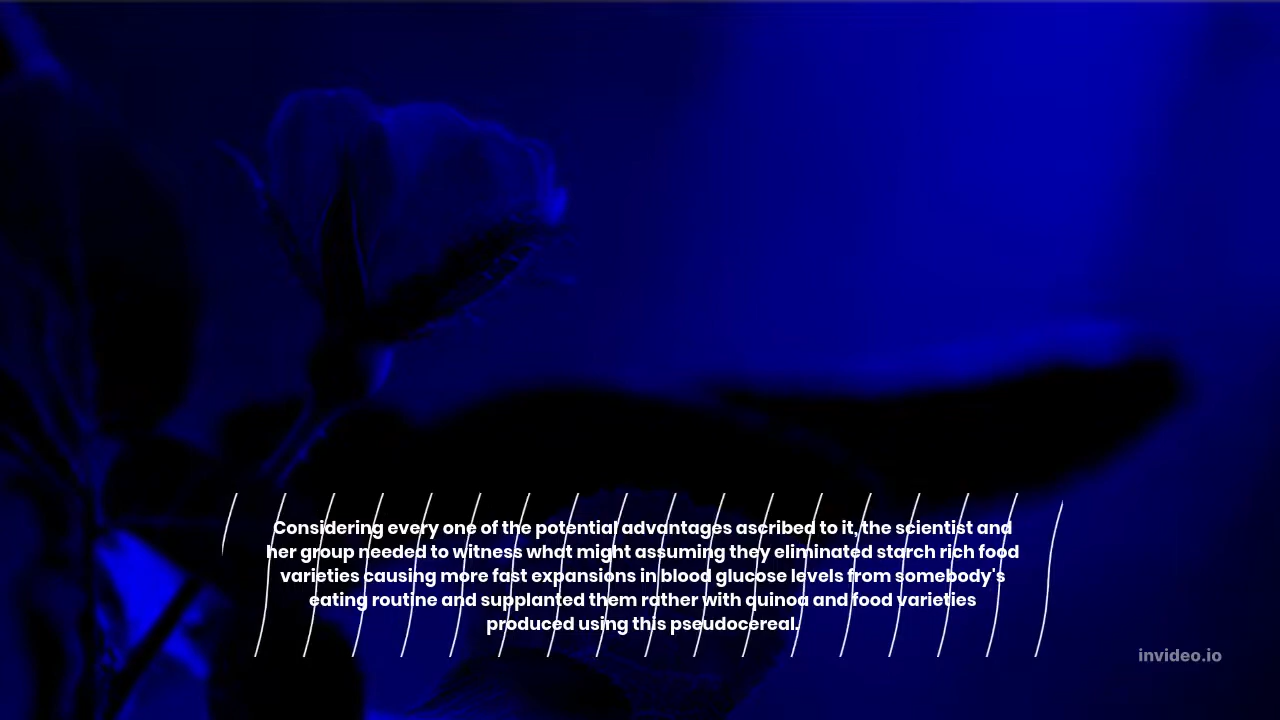 Considering every one of the potential advantages ascribed to it, the scientist and
her group needed to witness what might assuming they eliminated starch rich food
varieties causing more fast expansions in blood glucose levels from somebody's
eating routine and supplanted them rather with quinoa and food varieties
produced using this pseudocereal.
invideo.io